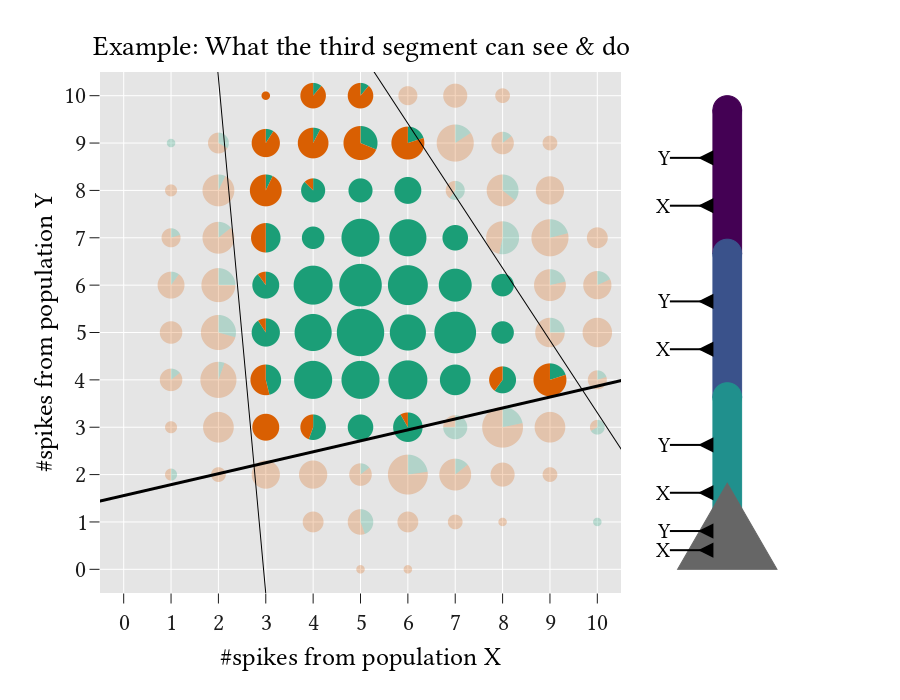 Example: What the third segment can see & do
#spikes from population Y
10
9
8
7
6
5
4
3
2
1
0
0 1 2 3 4 5 6 7 8 9 10
#spikes from population X
Y
X
Y
X
Y
X
Y
X